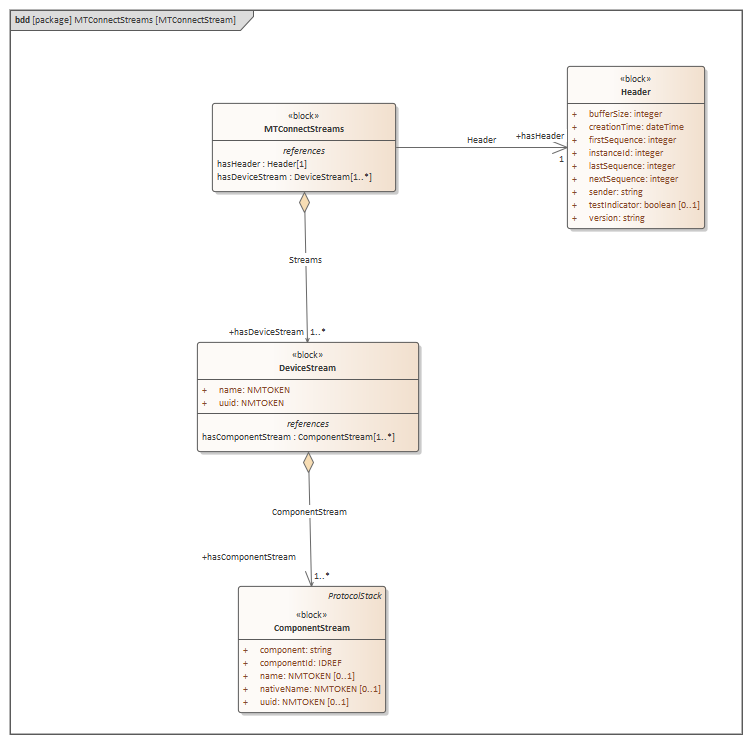 bdd [package] MTConnectStreams [MTConnectStream]
«block»
MTConnectStreams
references
hasHeader : Header[1]
hasDeviceStream : DeviceStream[1..*]
Header
+hasHeader
1
«block»
Header
+ bufferSize: integer
+ creationTime: dateTime
+ firstSequence: integer
+ instanceId: integer
+ lastSequence: integer
+ nextSequence: integer
+ sender: string
+ testIndicator: boolean [0..1]
+ version: string
Streams
+hasDeviceStream 1..*
«block»
DeviceStream
+ name: NMTOKEN
+ uuid: NMTOKEN
references
hasComponentStream : ComponentStream[1..*]
ComponentStream
+hasComponentStream
1..*
ProtocolStack
«block»
ComponentStream
+ component: string
+ componentId: IDREF
+ name: NMTOKEN [0..1]
+ nativeName: NMTOKEN [0..1]
+ uuid: NMTOKEN [0..1]